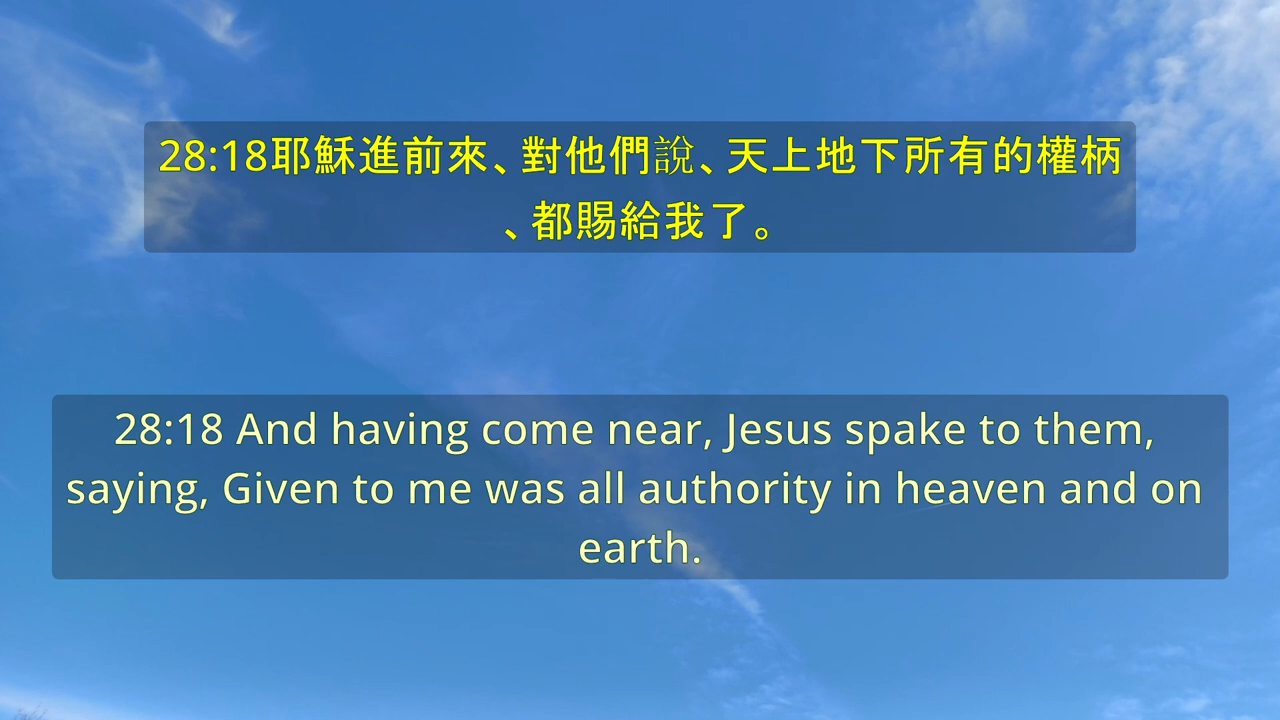 28:18耶穌進前來、對他們說、天上地下所有的權柄
、都賜給我了。
28:18 And having come near, Jesus spake to them,
saying, Given to me was all authority in heaven and on
earth.